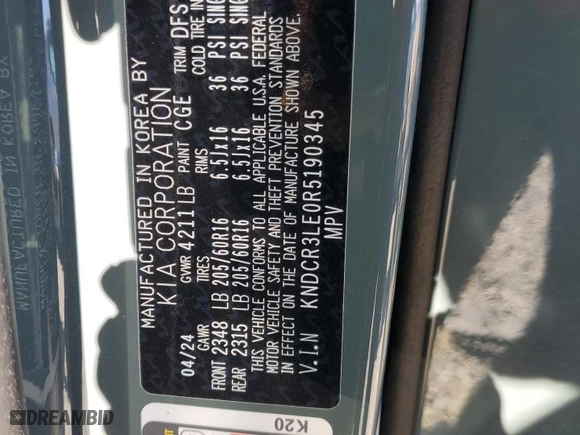 MANUFACTURED IN KOREA BY
KIA CORPORATION
04/24 GVWR 4211LB PAINT CGE TRIM DFS
GAWR TIRES RIMS COLD TIRE IN
FRONT 2348 LB 205/60R16 6.5Jx16 36 PSI SING
REAR 2315 LB 205/60R16 6.5Jx16 36 PSI SING
THIS VEHICLE CONFORMS TO ALL APPLICABLE U.S.A. FEDERAL
MOTOR VEHICLE SAFETY AND THEFT PREVENTION STANDARDS
IN EFFECT ON THE DATE OF MANUFACTURE SHOWN ABOVE.
V.I.N KNDCR3LE0R5190345
MPV
K20
DREAMBID